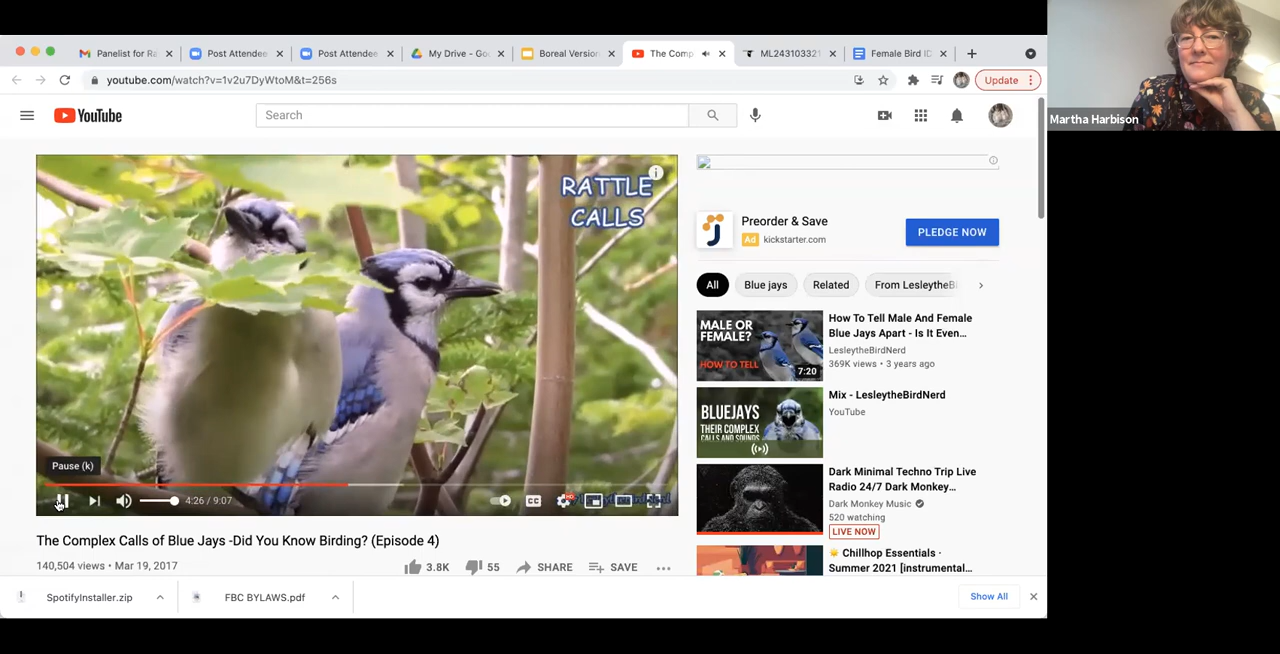 Panelist for Ra
Post Attendee
Post Attendee
My Drive - Goo
Boreal Version
The Comp
ML243103321
Female Bird ID
youtube.com/watch?v=1v2u7DyWtoM&t=256s
Update
YouTube
Search
Martha Harbison
RATTLE
CALLS
Pause (k)
4:26 / 9:07
CC
HD
Preorder & Save
Ad kickstarter.com
PLEDGE NOW
All
Blue jays
Related
From LesleytheBi
MALE OR
FEMALE?
HOW TO TELL
7:20
How To Tell Male And Female
Blue Jays Apart - Is It Even...
LesleytheBirdNerd
369K views • 3 years ago
BLUEJAYS
THEIR COMPLEX
CALLS AND SOUNDS
Mix - LesleytheBirdNerd
YouTube
Dark Minimal Techno Trip Live
Radio 24/7 Dark Monkey...
Dark Monkey Music
520 watching
LIVE NOW
Chillhop Essentials ·
Summer 2021 [instrumental...
The Complex Calls of Blue Jays -Did You Know Birding? (Episode 4)
140,504 views • Mar 19, 2017
3.8K
55
SHARE
SAVE
SpotifyInstaller.zip
FBC BYLAWS.pdf
Show All